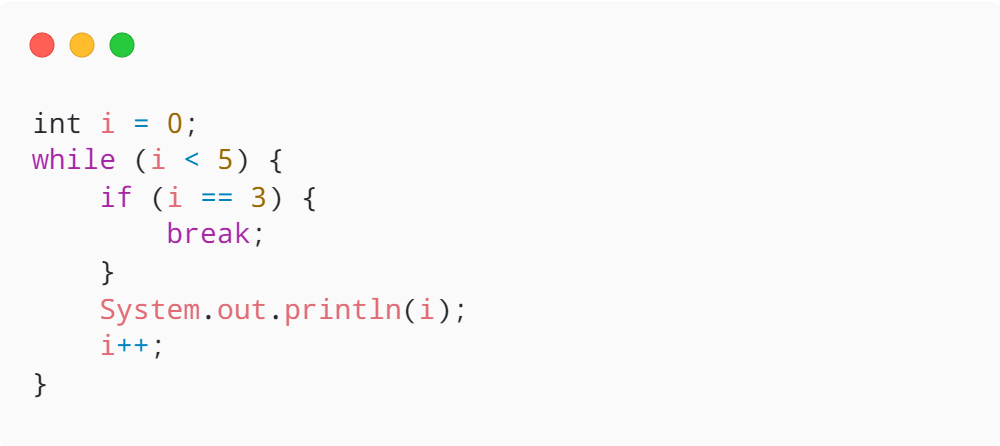 int i = 0;
while (i < 5) {
    if (i == 3) {
        break;
    }
    System.out.println(i);
    i++;
}